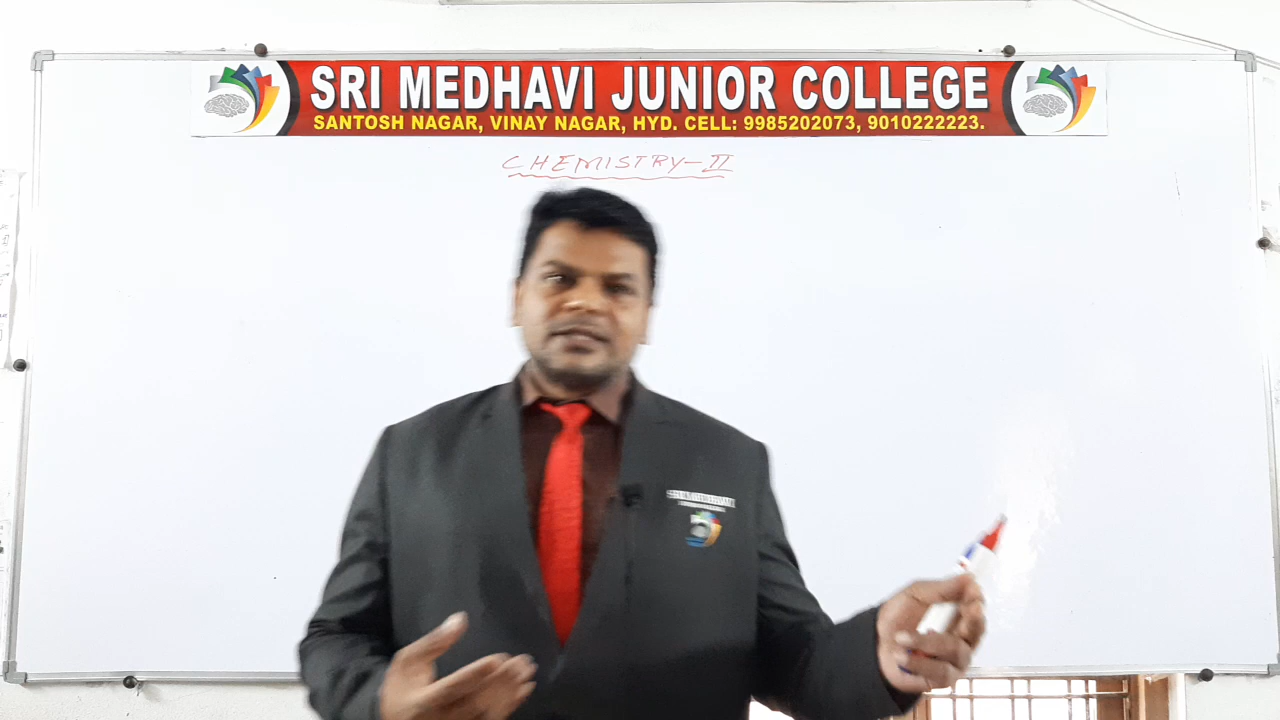 SRI MEDHAVI JUNIOR COLLEGE
SANTOSH NAGAR, VINAY NAGAR, HYD. CELL: 9985202073, 9010222223.
CHEMISTRY-II